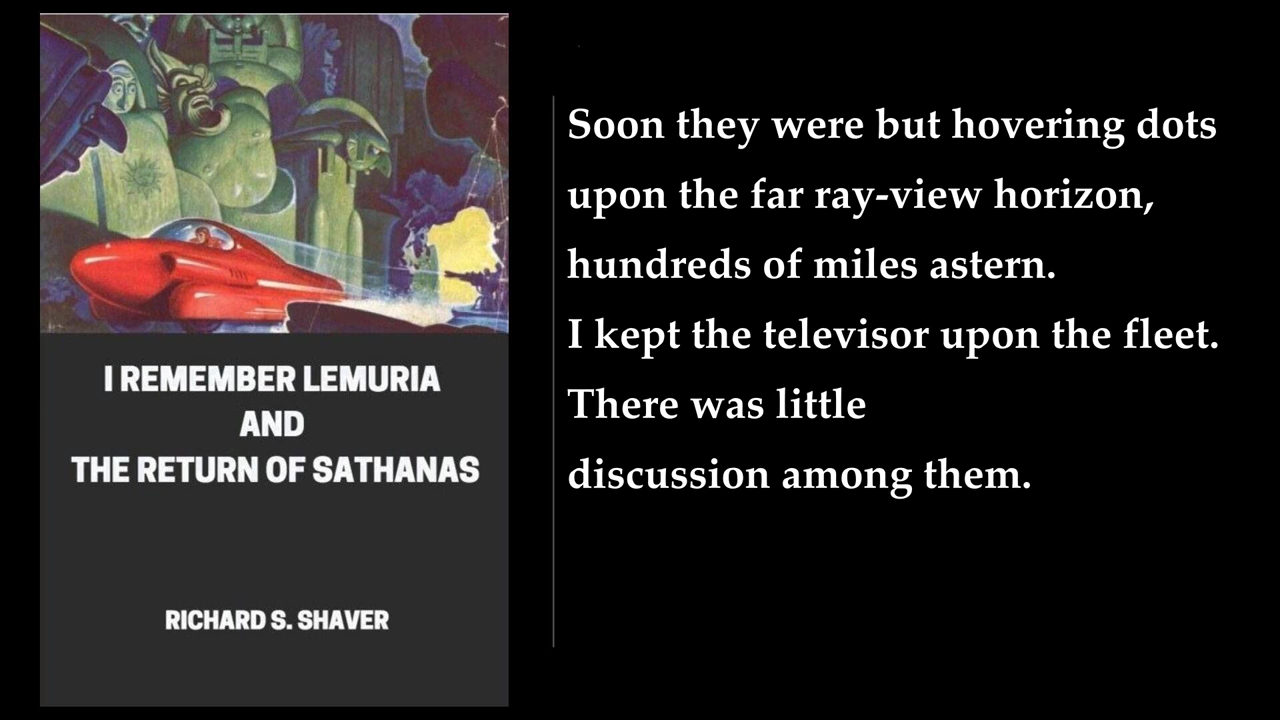 I REMEMBER LEMURIA
AND
THE RETURN OF SATHANAS
RICHARD S. SHAVER
Soon they were but hovering dots
upon the far ray-view horizon,
hundreds of miles astern.
I kept the televisor upon the fleet.
There was little
discussion among them.